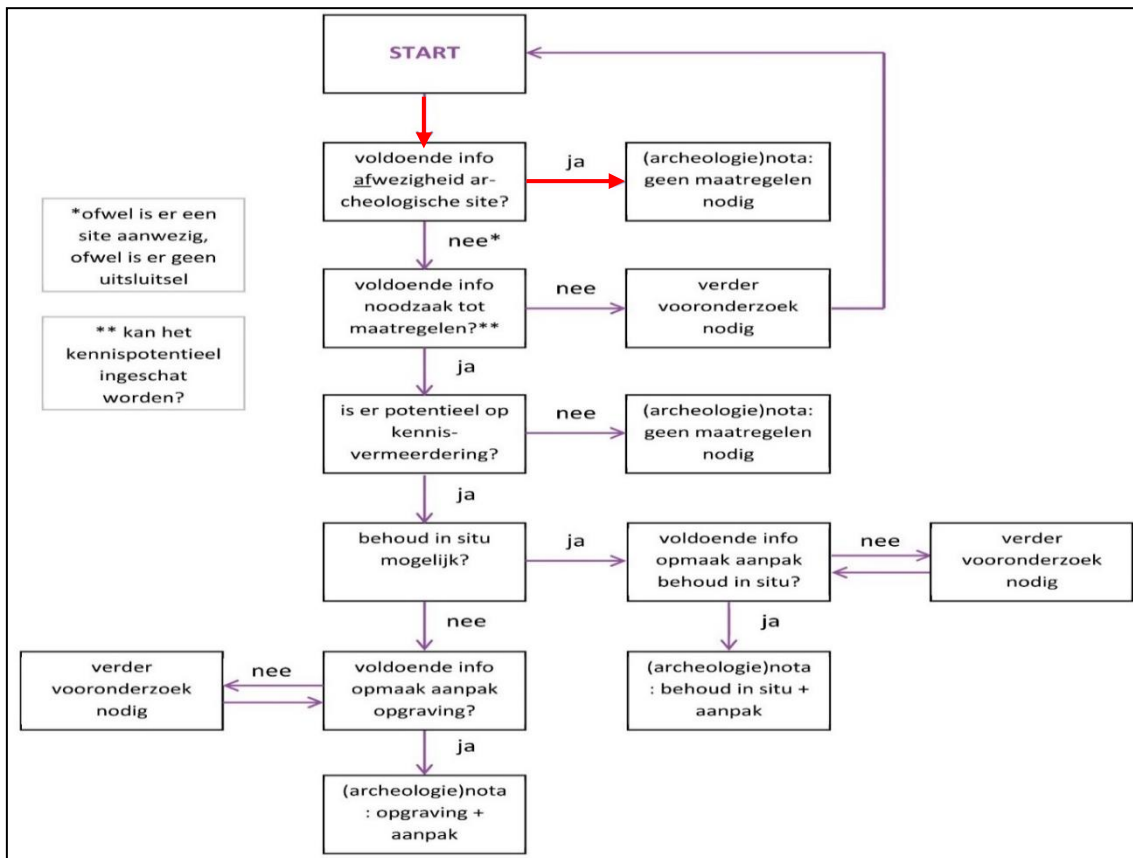 START
voldoende info
afwezigheid ar-
cheologische site?
ja
(archeologie)nota:
geen maatregelen
nodig
*ofwel is er een
site aanwezig,
ofwel is er geen
uitsluitsel
nee*
voldoende info
noodzaak tot
maatregelen?**
nee
verder
vooronderzoek
nodig
** kan het
kennispotentieel
ingeschat
worden?
ja
is er potentieel op
kennis-
vermeerdering?
nee
(archeologie)nota:
geen maatregelen
nodig
ja
behoud in situ
mogelijk?
ja
voldoende info
opmaak aanpak
behoud in situ?
nee
verder
vooronderzoek
nodig
nee
ja
verder
vooronderzoek
nodig
nee
voldoende info
opmaak aanpak
opgraving?
(archeologie)nota
: behoud in situ +
aanpak
ja
(archeologie)nota
: opgraving +
aanpak